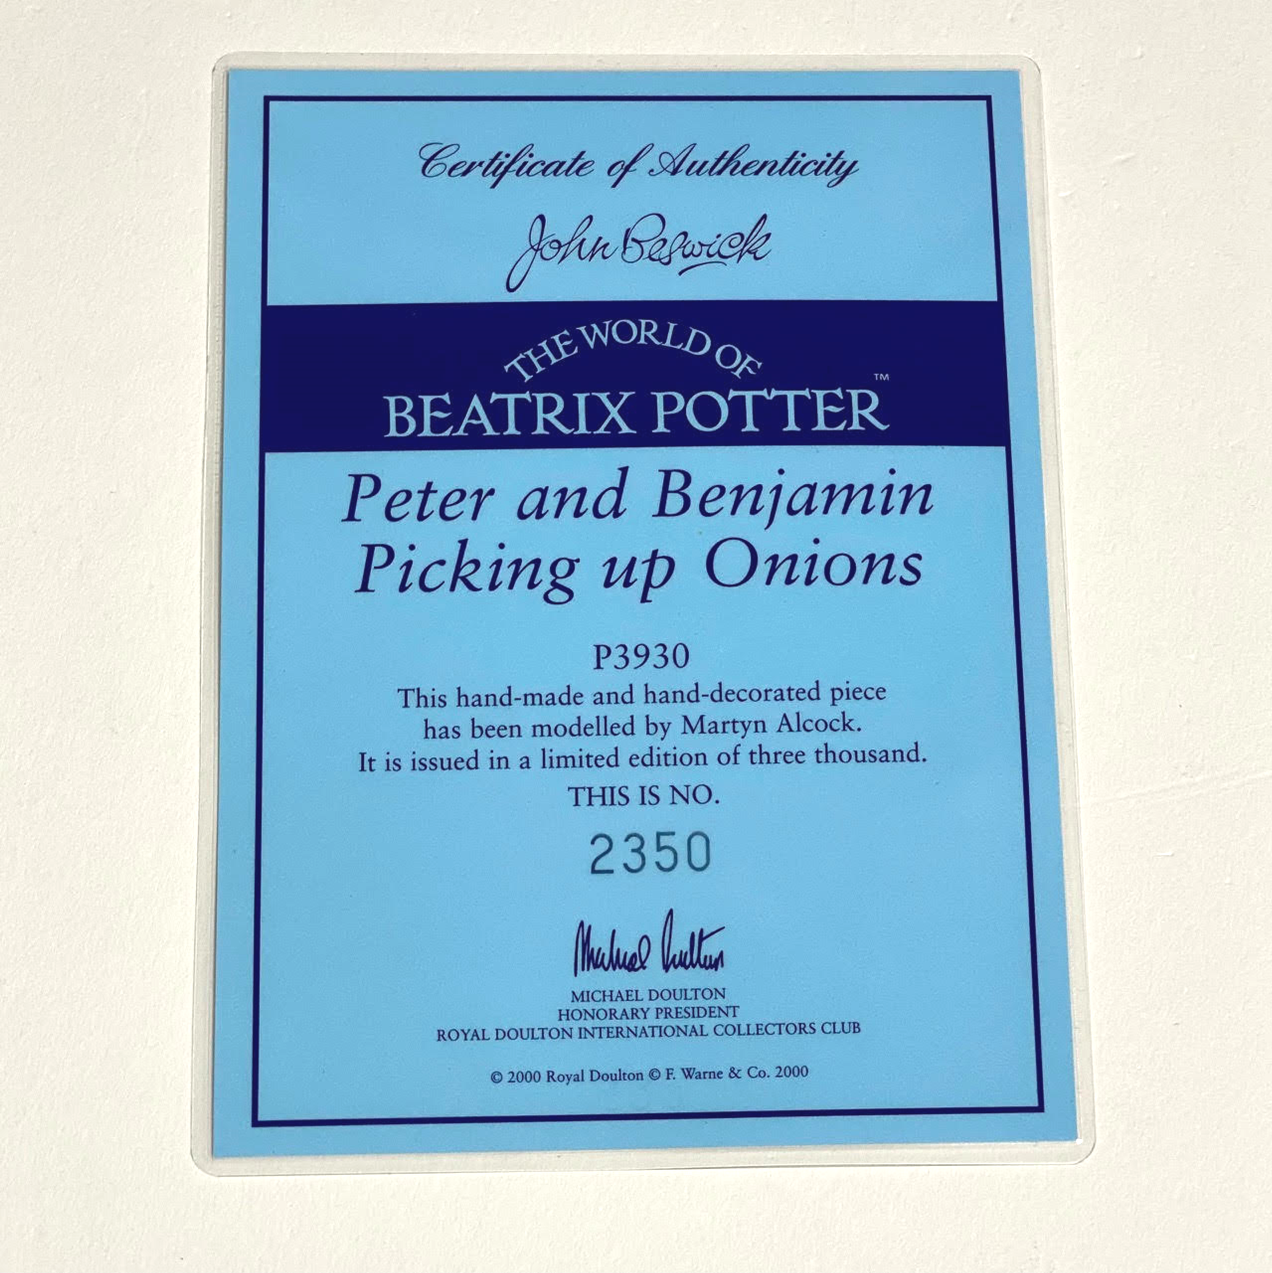 Certificate of Authenticity
John Beswick
THE WORLD OF
BEATRIX POTTER™
Peter and Benjamin
Picking up Onions
P3930
This hand-made and hand-decorated piece
has been modelled by Martyn Alcock.
It is issued in a limited edition of three thousand.
THIS IS NO.
2350
Michael Doulton
MICHAEL DOULTON
HONORARY PRESIDENT
ROYAL DOULTON INTERNATIONAL COLLECTORS CLUB
© 2000 Royal Doulton © F. Warne & Co. 2000